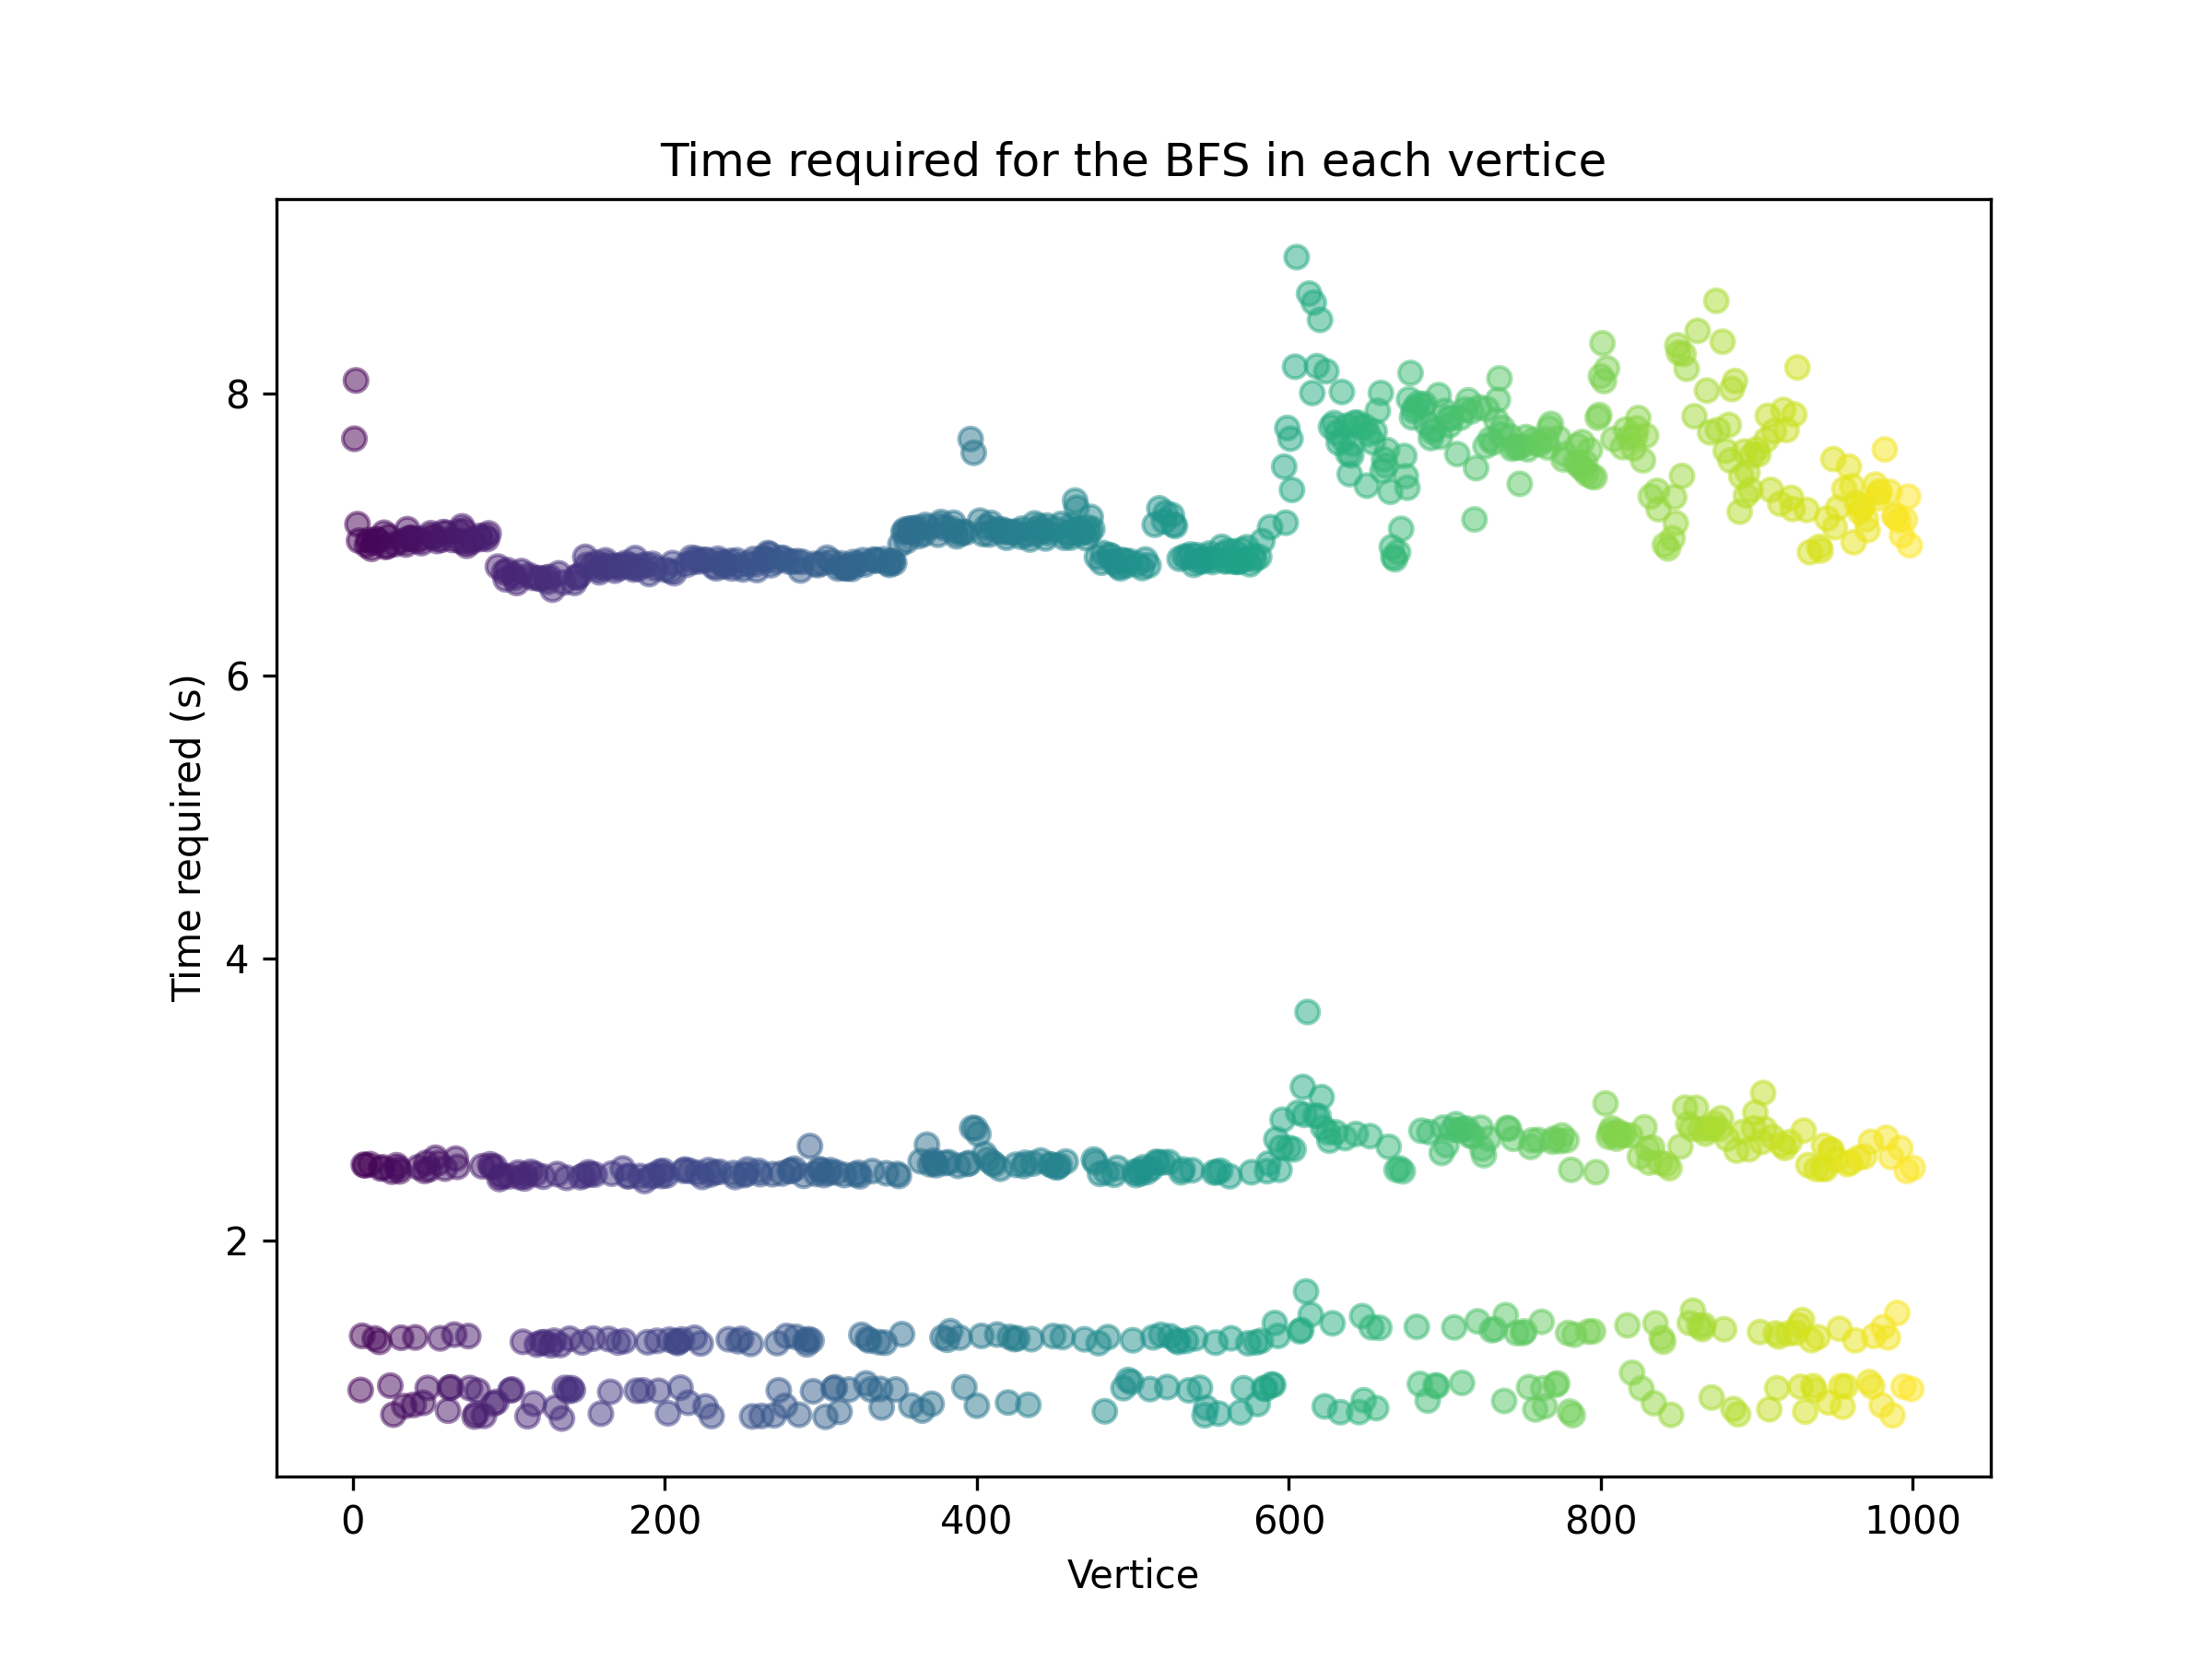 Time required for the BFS in each vertice
Time required (s)
8
6
4
2
0 200 400 600 800 1000
Vertice